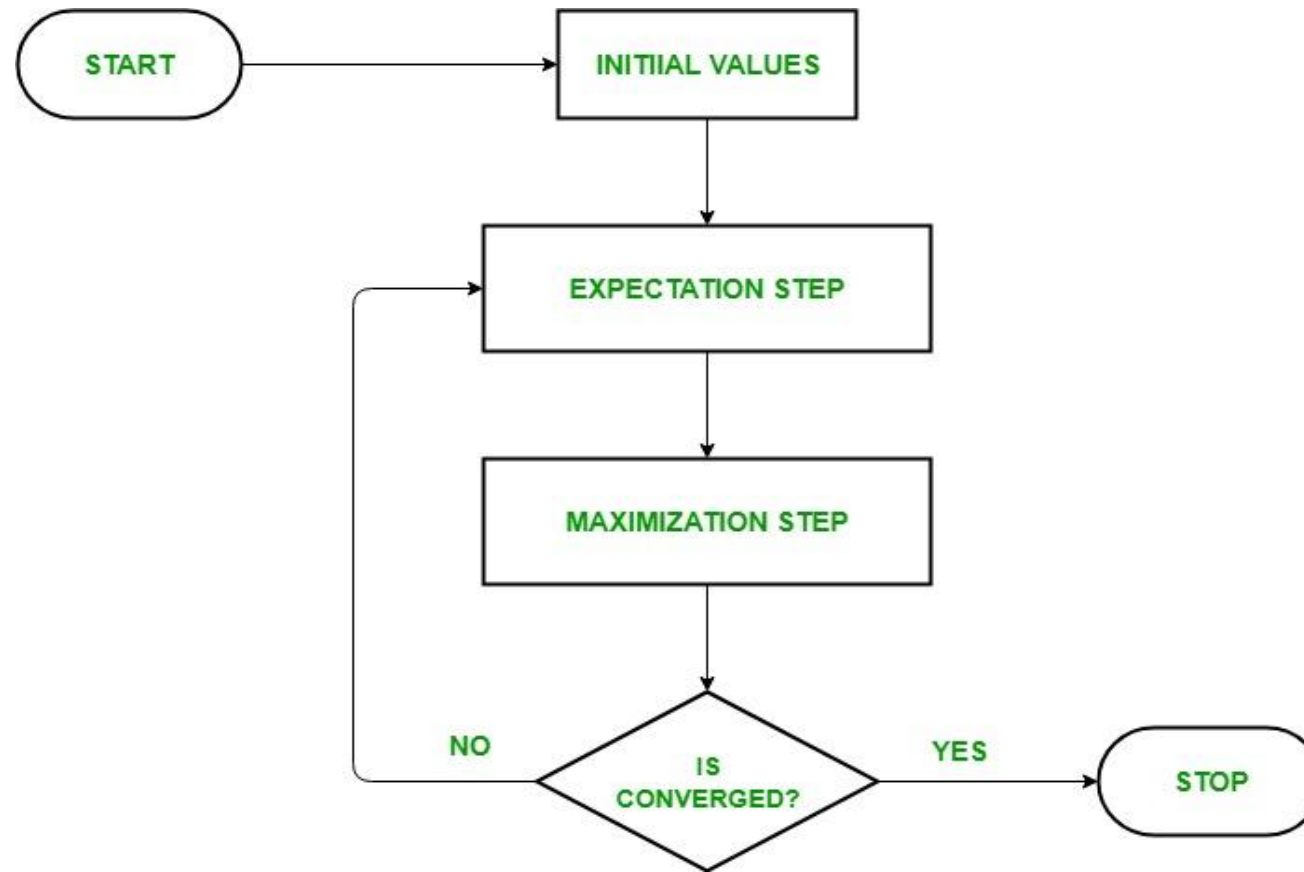 START
INITIIAL VALUES
EXPECTATION STEP
MAXIMIZATION STEP
NO
YES
IS
CONVERGED?
STOP